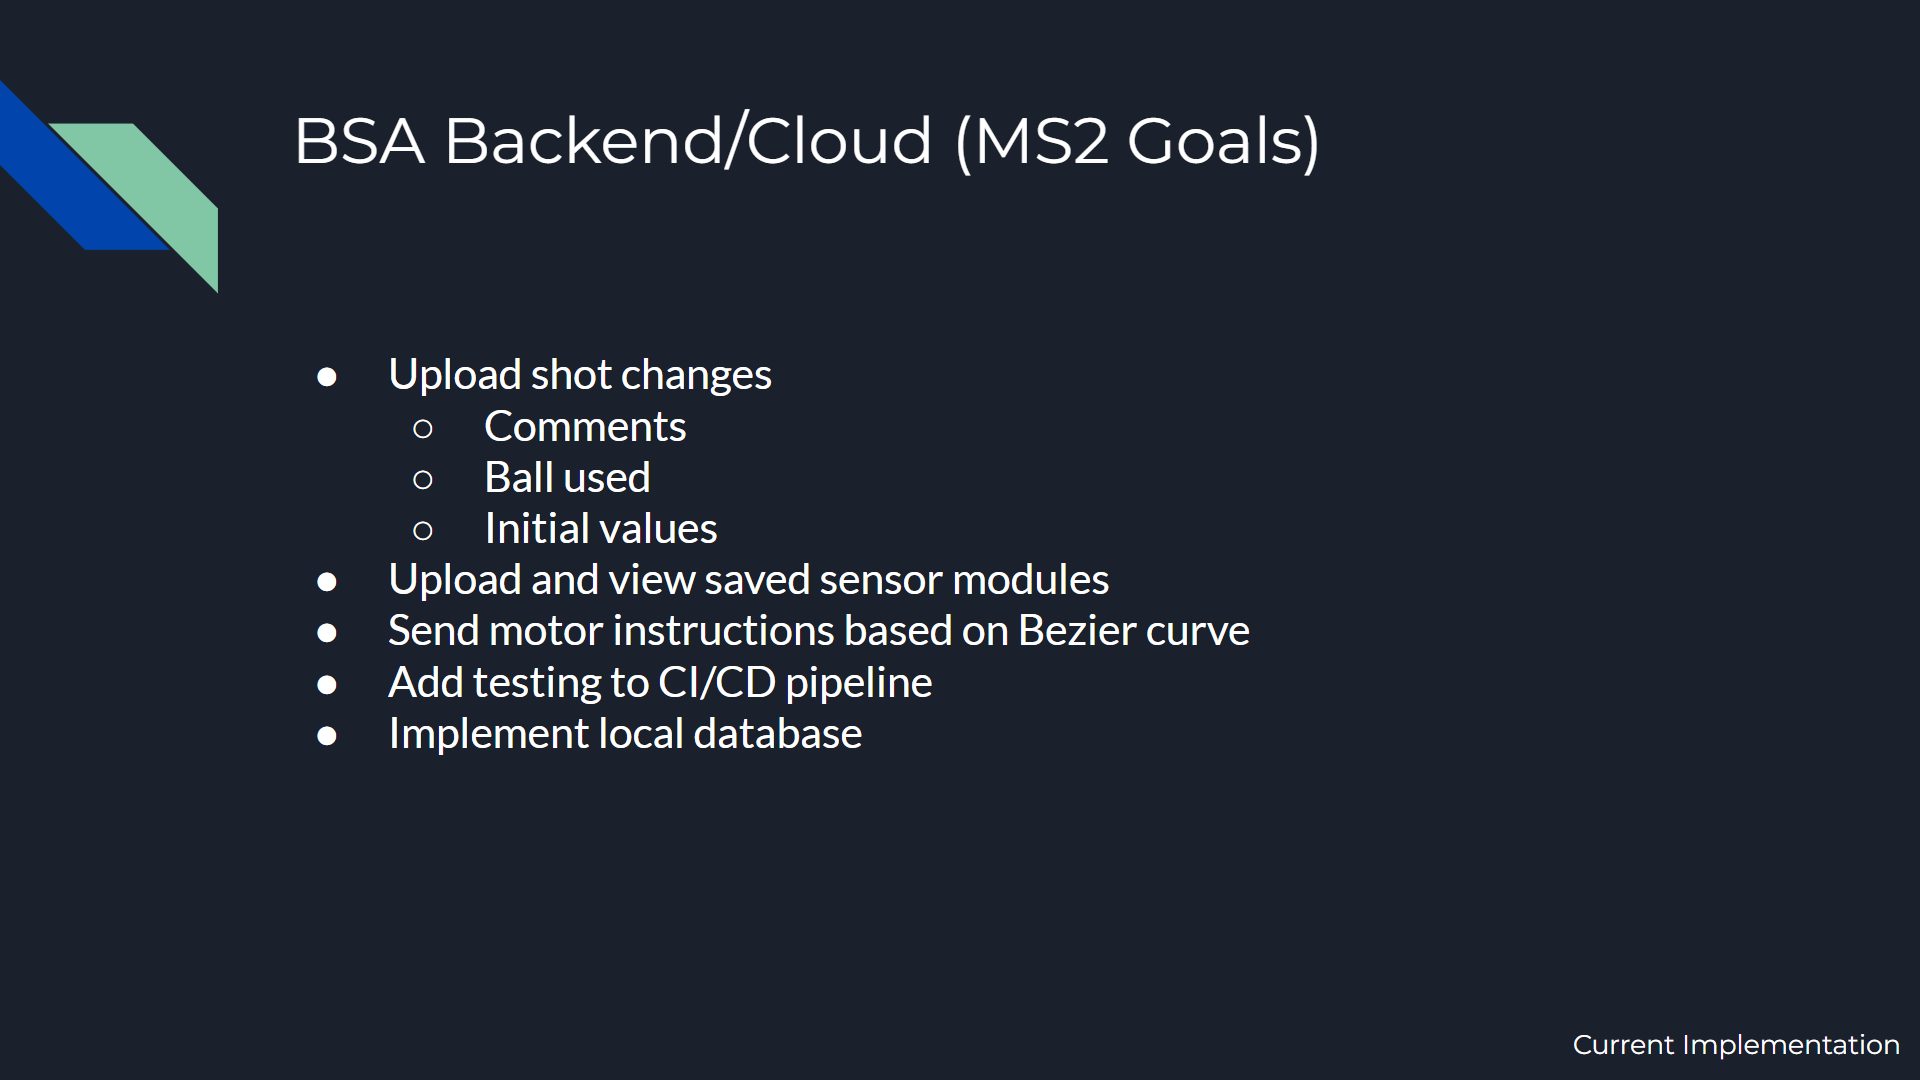 BSA Backend/Cloud (MS2 Goals)
● Upload shot changes
○ Comments
○ Ball used
○ Initial values
● Upload and view saved sensor modules
● Send motor instructions based on Bezier curve
● Add testing to CI/CD pipeline
● Implement local database
Current Implementation